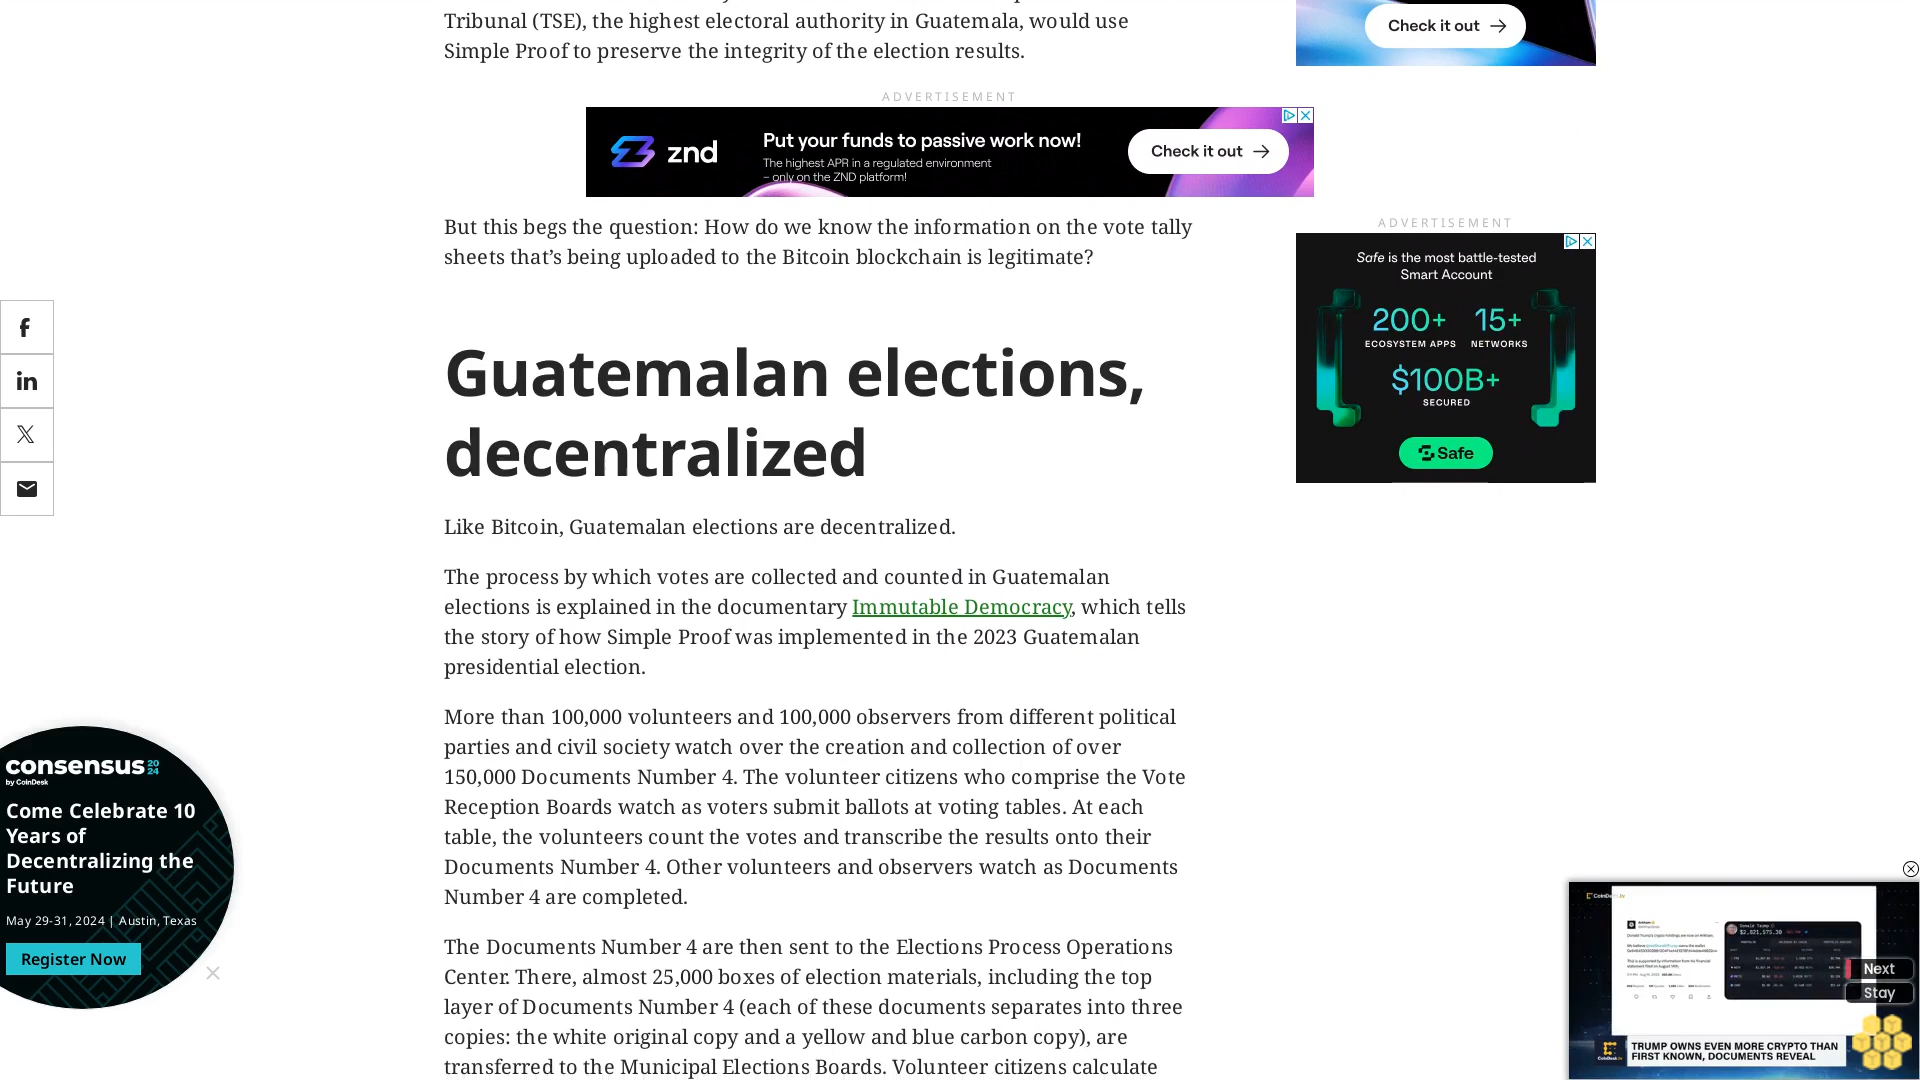 Tribunal (TSE), the highest electoral authority in Guatemala, would use
Simple Proof to preserve the integrity of the election results.
Check it out
ADVERTISEMENT
znd
Put your funds to passive work now!
The highest APR in a regulated environment
– only on the ZND platform!
Check it out
But this begs the question: How do we know the information on the vote tally
sheets that’s being uploaded to the Bitcoin blockchain is legitimate?
ADVERTISEMENT
Safe is the most battle-tested
Smart Account
200+ 15+
ECOSYSTEM APPS NETWORKS
$100B+
SECURED
Safe
Guatemalan elections,
decentralized
Like Bitcoin, Guatemalan elections are decentralized.
The process by which votes are collected and counted in Guatemalan
elections is explained in the documentary Immutable Democracy, which tells
the story of how Simple Proof was implemented in the 2023 Guatemalan
presidential election.
More than 100,000 volunteers and 100,000 observers from different political
parties and civil society watch over the creation and collection of over
150,000 Documents Number 4. The volunteer citizens who comprise the Vote
Reception Boards watch as voters submit ballots at voting tables. At each
table, the volunteers count the votes and transcribe the results onto their
Documents Number 4. Other volunteers and observers watch as Documents
Number 4 are completed.
The Documents Number 4 are then sent to the Elections Process Operations
Center. There, almost 25,000 boxes of election materials, including the top
layer of Documents Number 4 (each of these documents separates into three
copies: the white original copy and a yellow and blue carbon copy), are
transferred to the Municipal Elections Boards. Volunteer citizens calculate
consensus 2024
by CoinDesk
Come Celebrate 10
Years of
Decentralizing the
Future
May 29-31, 2024 | Austin, Texas
Register Now
Donald Trump
$2,821,575.30
Next
Stay
TRUMP OWNS EVEN MORE CRYPTO THAN
FIRST KNOWN, DOCUMENTS REVEAL